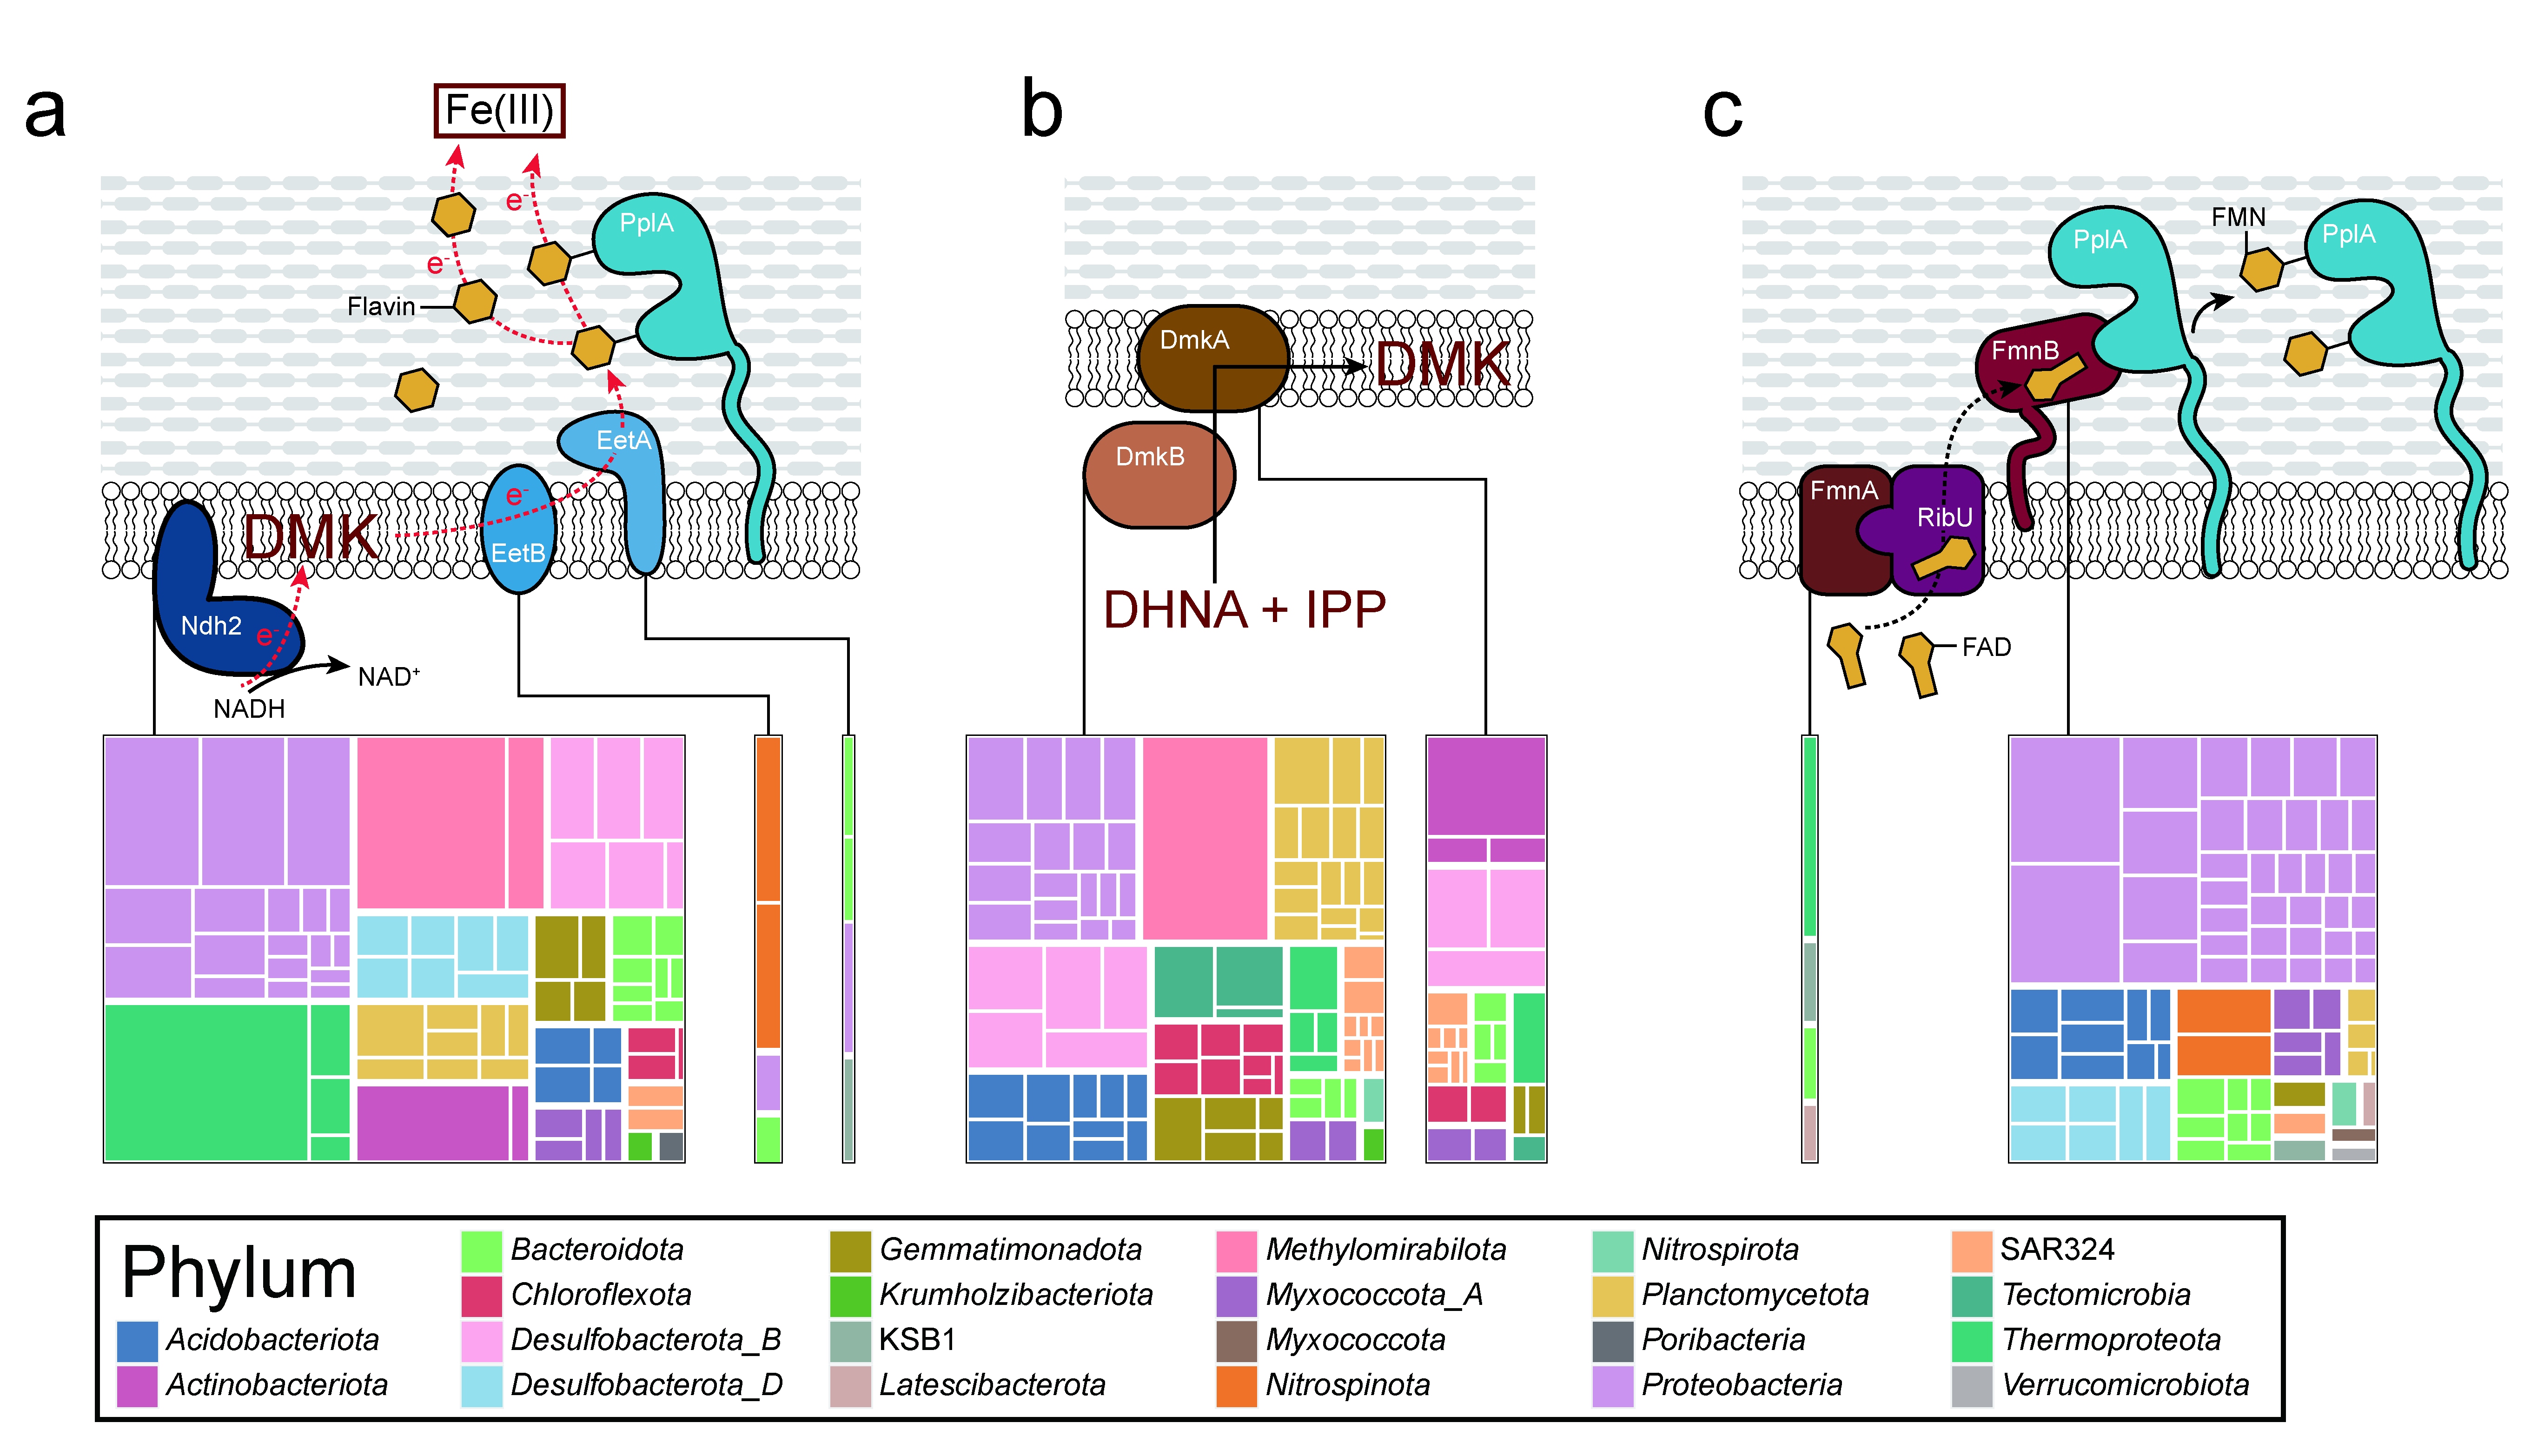 a
Fe(III)
e-
PplA
e-
Flavin
EetA
e-
DMK
EetB
Ndh2
e-
NAD+
NADH
b
DmkA
DMK
DmkB
DHNA + IPP
c
FMN
PplA
PplA
FmnB
FmnA
RibU
FAD
Phylum
Acidobacteriota
Actinobacteriota
Bacteroidota
Chloroflexota
Desulfobacterota_B
Desulfobacterota_D
Gemmatimonadota
Krumholzibacteriota
KSB1
Latescibacterota
Methylomirabilota
Myxococcota_A
Myxococcota
Nitrospinota
Nitrospirota
Planctomycetota
Poribacteria
Proteobacteria
SAR324
Tectomicrobia
Thermoproteota
Verrucomicrobiota